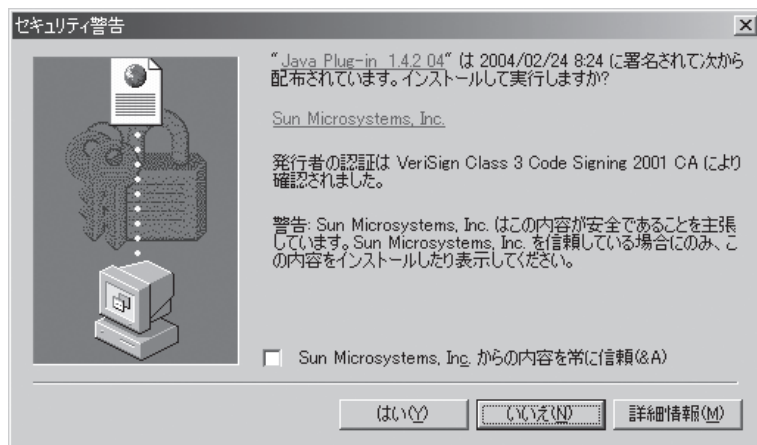 セキュリティ警告
"Java Plug-in 1.4.2 04" は 2004/02/24 8:24 に署名されて次から
配布されています。インストールして実行しますか?
Sun Microsystems, Inc.
発行者の認証は VeriSign Class 3 Code Signing 2001 CA により
確認されました。
警告: Sun Microsystems, Inc. はこの内容が安全であることを主張
しています。Sun Microsystems, Inc. を信頼している場合にのみ、こ
の内容をインストールしたり表示してください。
Sun Microsystems, Inc. からの内容を常に信頼(&A)
はい(Y)
いいえ(N)
詳細情報(M)